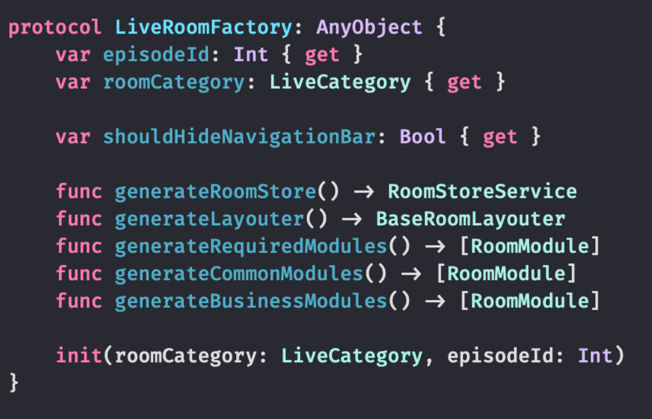 protocol LiveRoomFactory: AnyObject {
    var episodeId: Int { get }
    var roomCategory: LiveCategory { get }
    var shouldHideNavigationBar: Bool { get }
    func generateRoomStore() -> RoomStoreService
    func generateLayouter() -> BaseRoomLayouter
    func generateRequiredModules() -> [RoomModule]
    func generateCommonModules() -> [RoomModule]
    func generateBusinessModules() -> [RoomModule]
    init(roomCategory: LiveCategory, episodeId: Int)
}